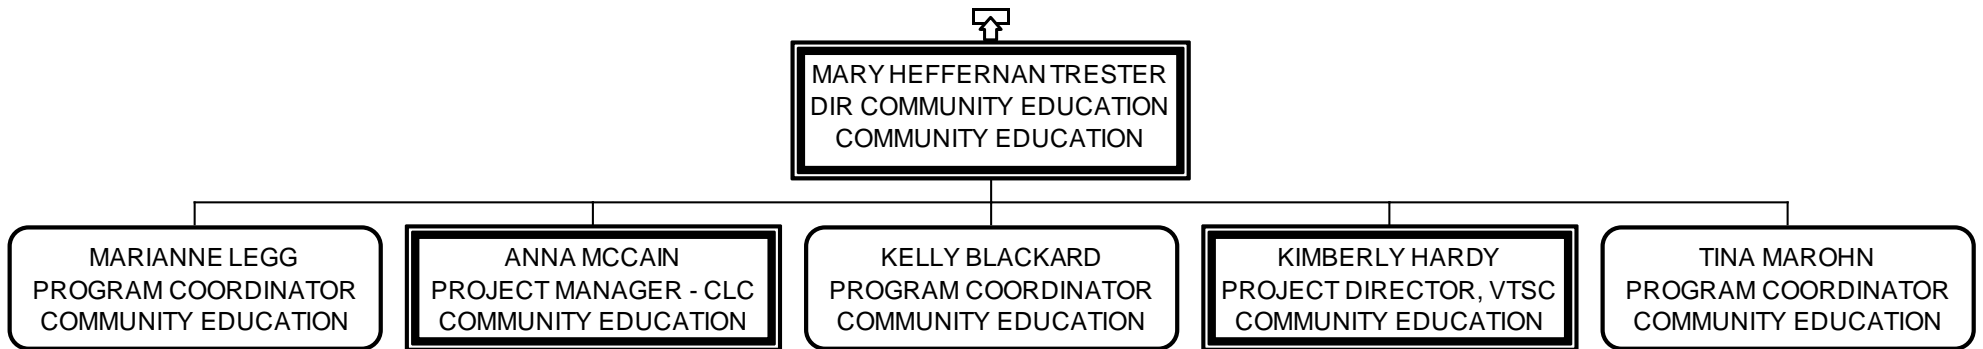 MARY HEFFERNAN TRESTER
DIR COMMUNITY EDUCATION
COMMUNITY EDUCATION
MARIANNE LEGG
PROGRAM COORDINATOR
COMMUNITY EDUCATION
ANNA MCCAIN
PROJECT MANAGER - CLC
COMMUNITY EDUCATION
KELLY BLACKARD
PROGRAM COORDINATOR
COMMUNITY EDUCATION
KIMBERLY HARDY
PROJECT DIRECTOR, VTSC
COMMUNITY EDUCATION
TINA MAROHN
PROGRAM COORDINATOR
COMMUNITY EDUCATION